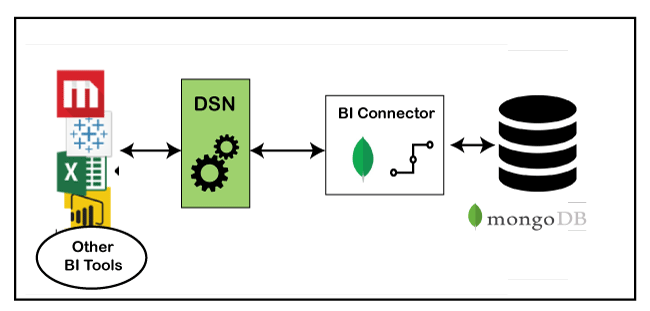 m
DSN
BI Connector
X
Other
BI Tools
mongoDB